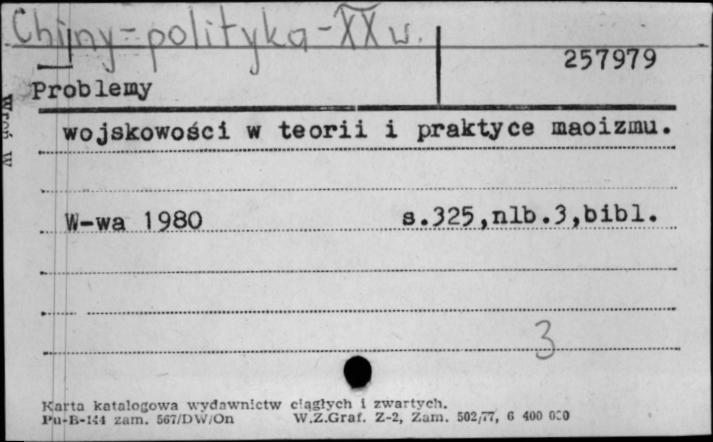 Chiny = polityka - XX w.
257979
Problemy
wojskowości w teorii i praktyce maoizmu.
W-wa 1980 s.325,nlb.3,bibl.
3
Karta katalogowa wydawnictw ciągłych i zwartych.
Pu-B-144 zam. 567/DW/On W.Z.Graf. Z-2, Zam. 502/77, 6 400 000